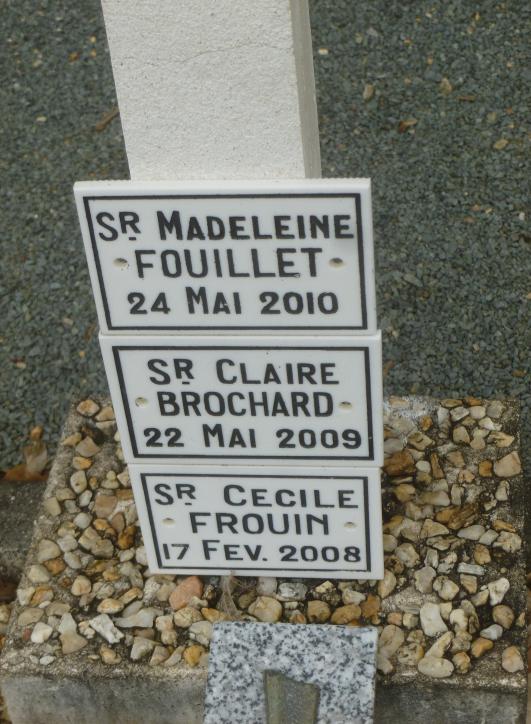 SR MADELEINE
FOUILLET
24 MAI 2010
SR CLAIRE
BROCHARD
22 MAI 2009
SR CECILE
FROUIN
17 FEV. 2008